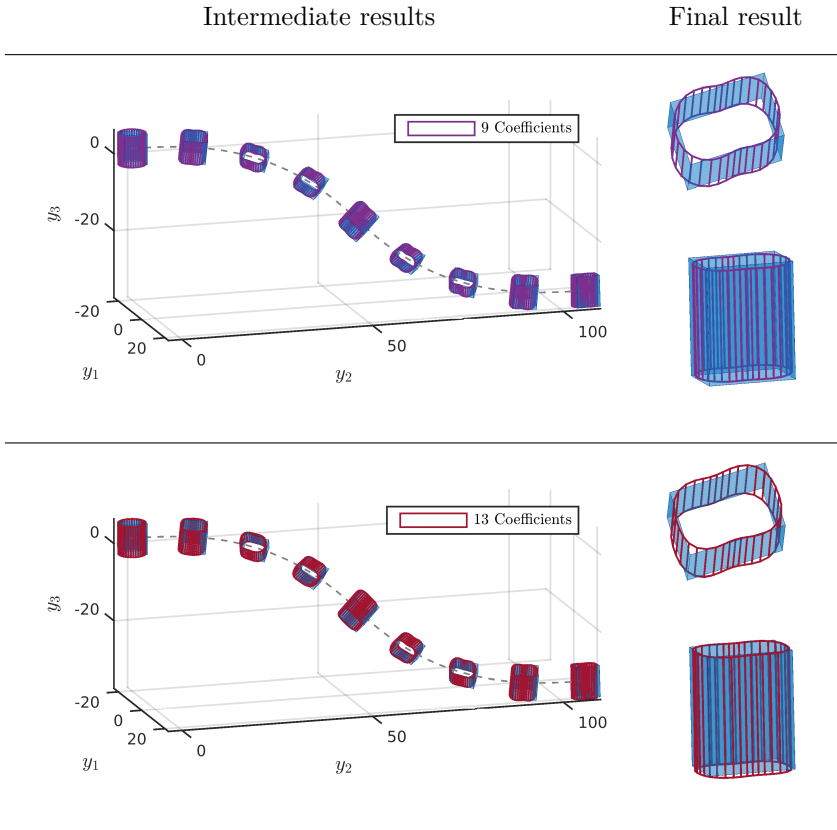 Intermediate results Final result
9 Coefficients
0
-20
-20
0
20
0
50
100
y₃
y₁
y₂
13 Coefficients
0
-20
-20
0
20
0
50
100
y₃
y₁
y₂